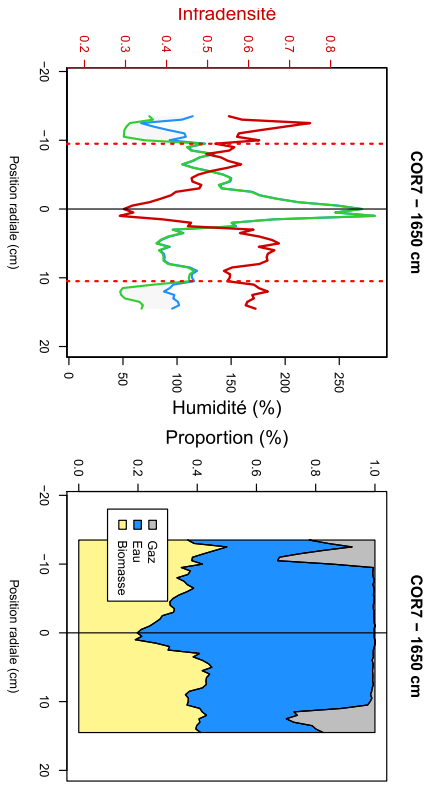 Intradensité
0.2 0.3 0.4 0.5 0.6 0.7 0.8
COR7 − 1650 cm
−20 −10 0 10 20
Position radiale (cm)
0 50 100 150 200 250
Humidité (%)
Proportion (%)
0.0 0.2 0.4 0.6 0.8 1.0
COR7 − 1650 cm
−20 −10 0 10 20
Position radiale (cm)
Gaz
Eau
Biomasse